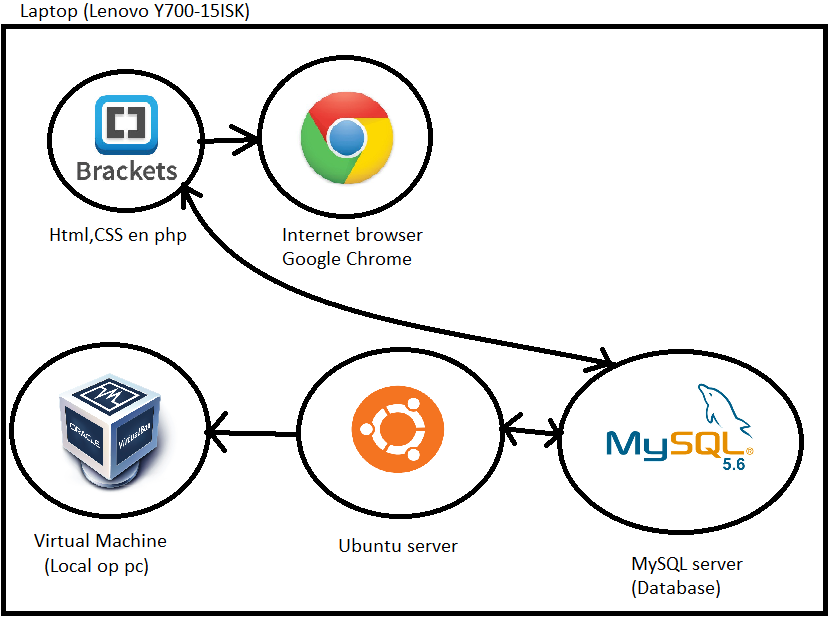 Laptop (Lenovo Y700-15ISK)
Brackets
Html,CSS en php
Internet browser
Google Chrome
ORACLE
VirtualBox
Virtual Machine
(Local op pc)
Ubuntu server
MySQL®
5.6
MySQL server
(Database)